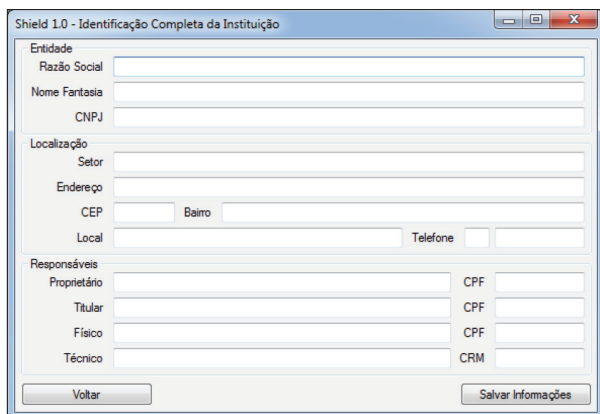 Shield 1.0 - Identificação Completa da Instituição
Entidade
Razão Social
Nome Fantasia
CNPJ
Localização
Setor
Endereço
CEP Bairro
Local Telefone
Responsáveis
Proprietário CPF
Titular CPF
Físico CPF
Técnico CRM
Voltar Salvar Informações